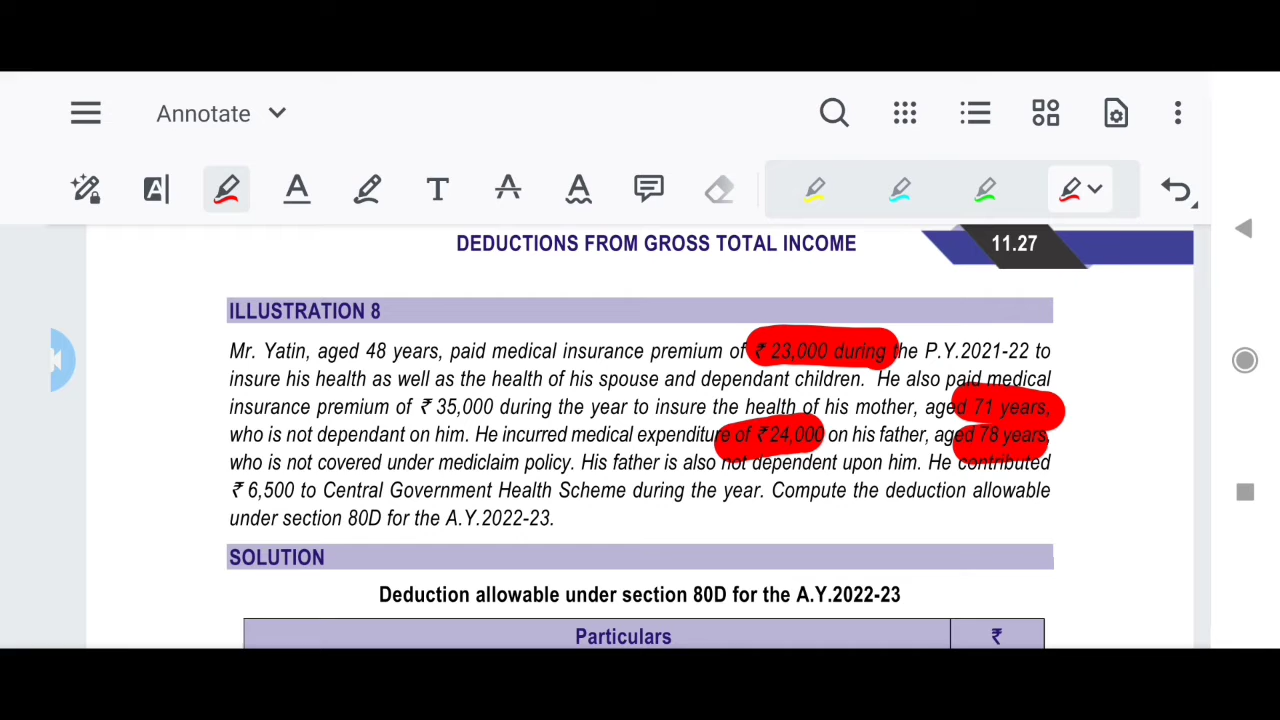 Annotate
A
A
T
A
A
DEDUCTIONS FROM GROSS TOTAL INCOME
11.27
ILLUSTRATION 8
Mr. Yatin, aged 48 years, paid medical insurance premium of ₹ 23,000 during the P.Y.2021-22 to
insure his health as well as the health of his spouse and dependant children. He also paid medical
insurance premium of ₹ 35,000 during the year to insure the health of his mother, aged 71 years,
who is not dependant on him. He incurred medical expenditure of ₹ 24,000 on his father, aged 78 years,
who is not covered under mediclaim policy. His father is also not dependent upon him. He contributed
₹ 6,500 to Central Government Health Scheme during the year. Compute the deduction allowable
under section 80D for the A.Y.2022-23.
SOLUTION
Deduction allowable under section 80D for the A.Y.2022-23
Particulars ₹